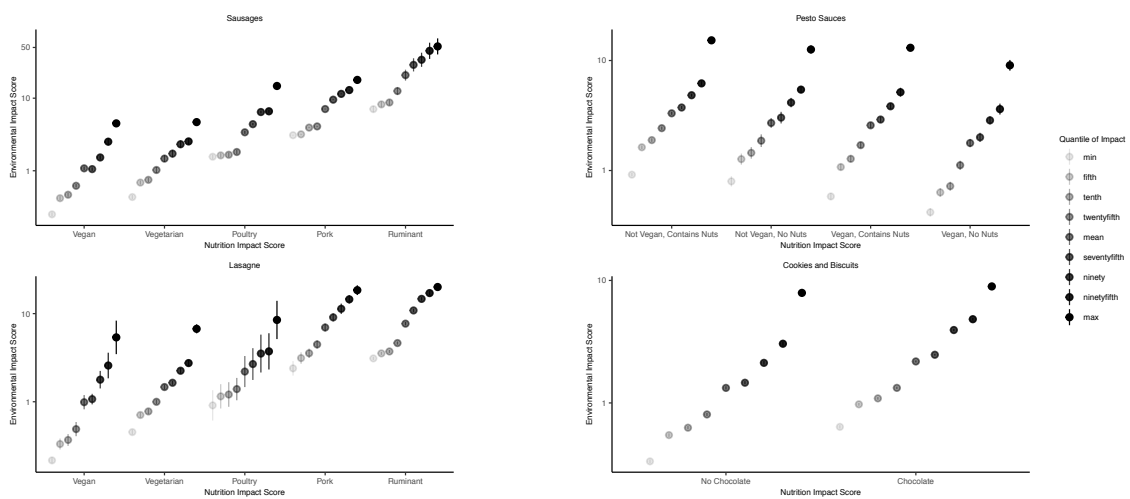 Sausages
Environmental Impact Score
50
10
1
Vegan Vegetarian Poultry Pork Ruminant
Nutrition Impact Score
Pesto Sauces
Environmental Impact Score
10
1
Not Vegan, Contains Nuts Not Vegan, No Nuts Vegan, Contains Nuts Vegan, No Nuts
Nutrition Impact Score
Lasagne
Environmental Impact Score
10
1
Vegan Vegetarian Poultry Pork Ruminant
Nutrition Impact Score
Cookies and Biscuits
Environmental Impact Score
10
1
No Chocolate Chocolate
Nutrition Impact Score
Quantile of Impact
min
fifth
tenth
twentyfifth
mean
seventyfifth
ninety
ninetyfifth
max